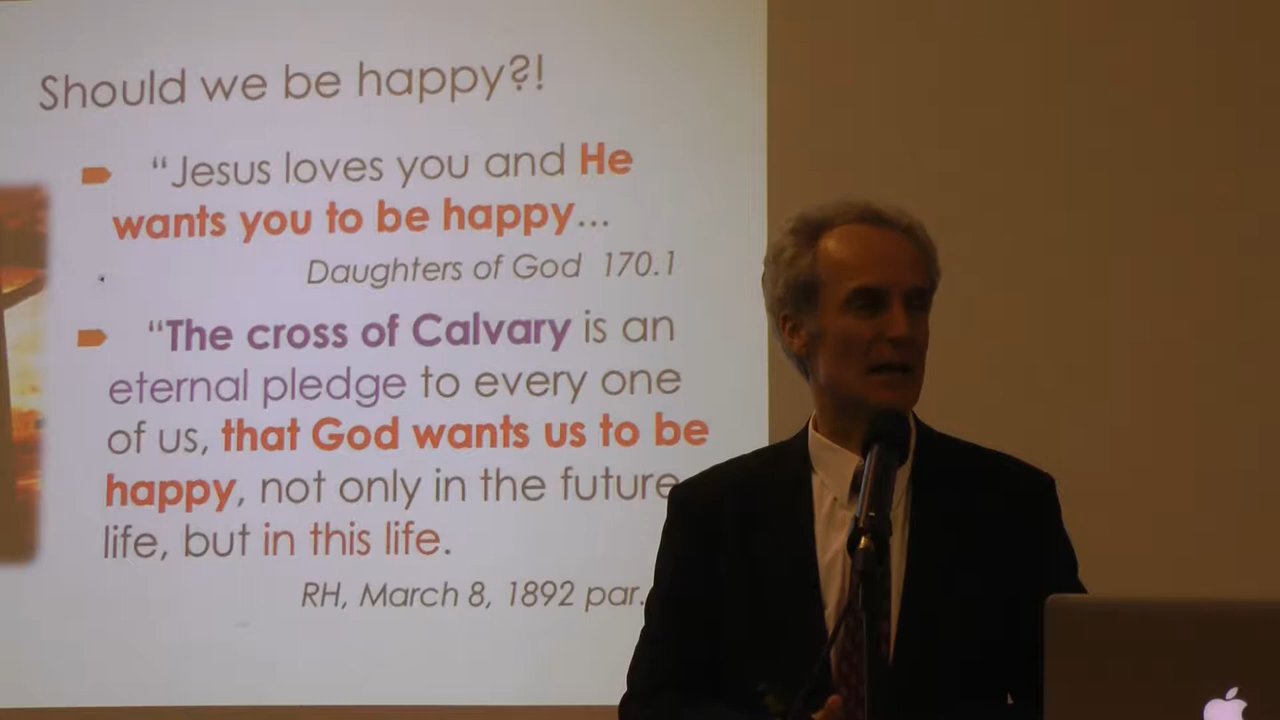 Should we be happy?!
“Jesus loves you and He
wants you to be happy...
Daughters of God 170.1
“The cross of Calvary is an
eternal pledge to every one
of us, that God wants us to be
happy, not only in the future
life, but in this life.
RH, March 8, 1892 par.